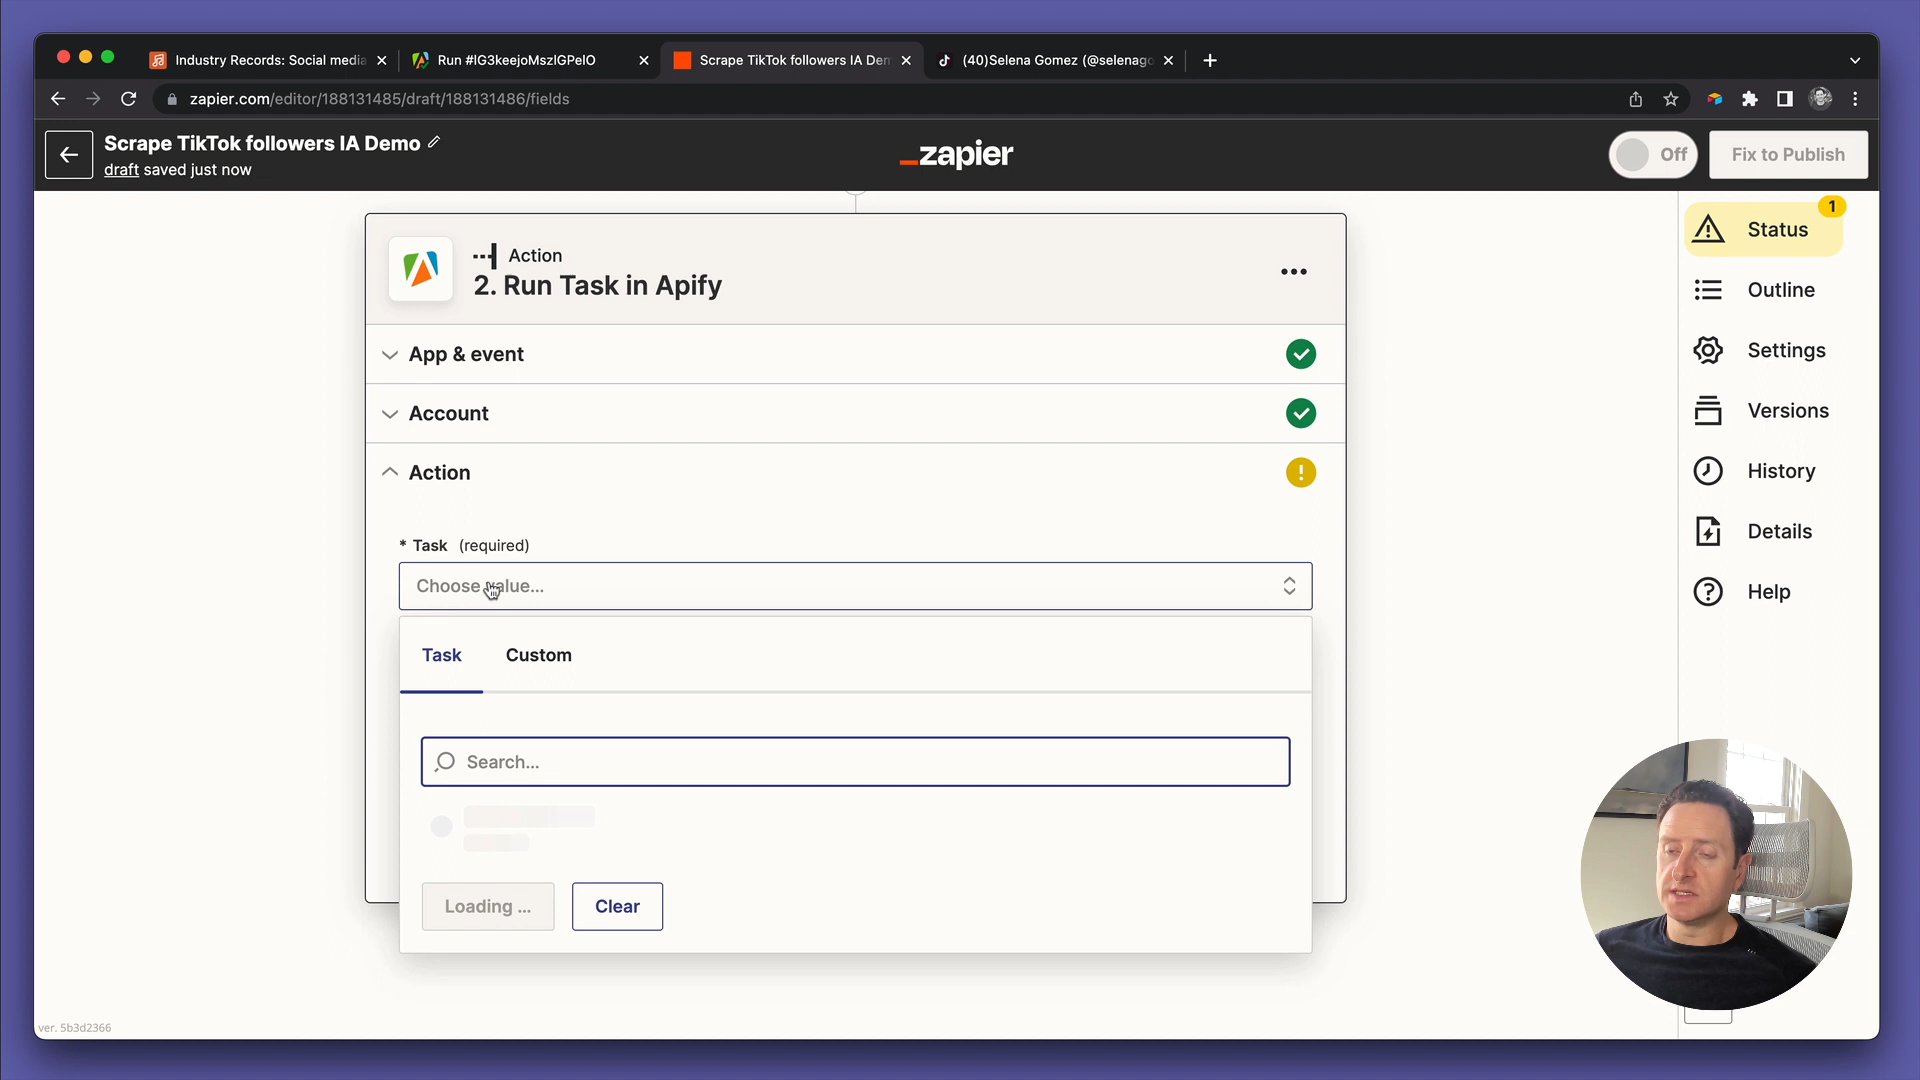 Industry Records: Social media
Run #IG3keejoMszlGPeIO
Scrape TikTok followers IA Dem
(40)Selena Gomez (@selenago
zapier.com/editor/188131485/draft/188131486/fields
Scrape TikTok followers IA Demo
draft saved just now
_zapier
Off
Fix to Publish
Action
2. Run Task in Apify
App & event
Account
Action
* Task (required)
Choose value...
Task
Custom
Search...
Loading ...
Clear
1
Status
Outline
Settings
Versions
History
Details
Help
ver. 5b3d2366